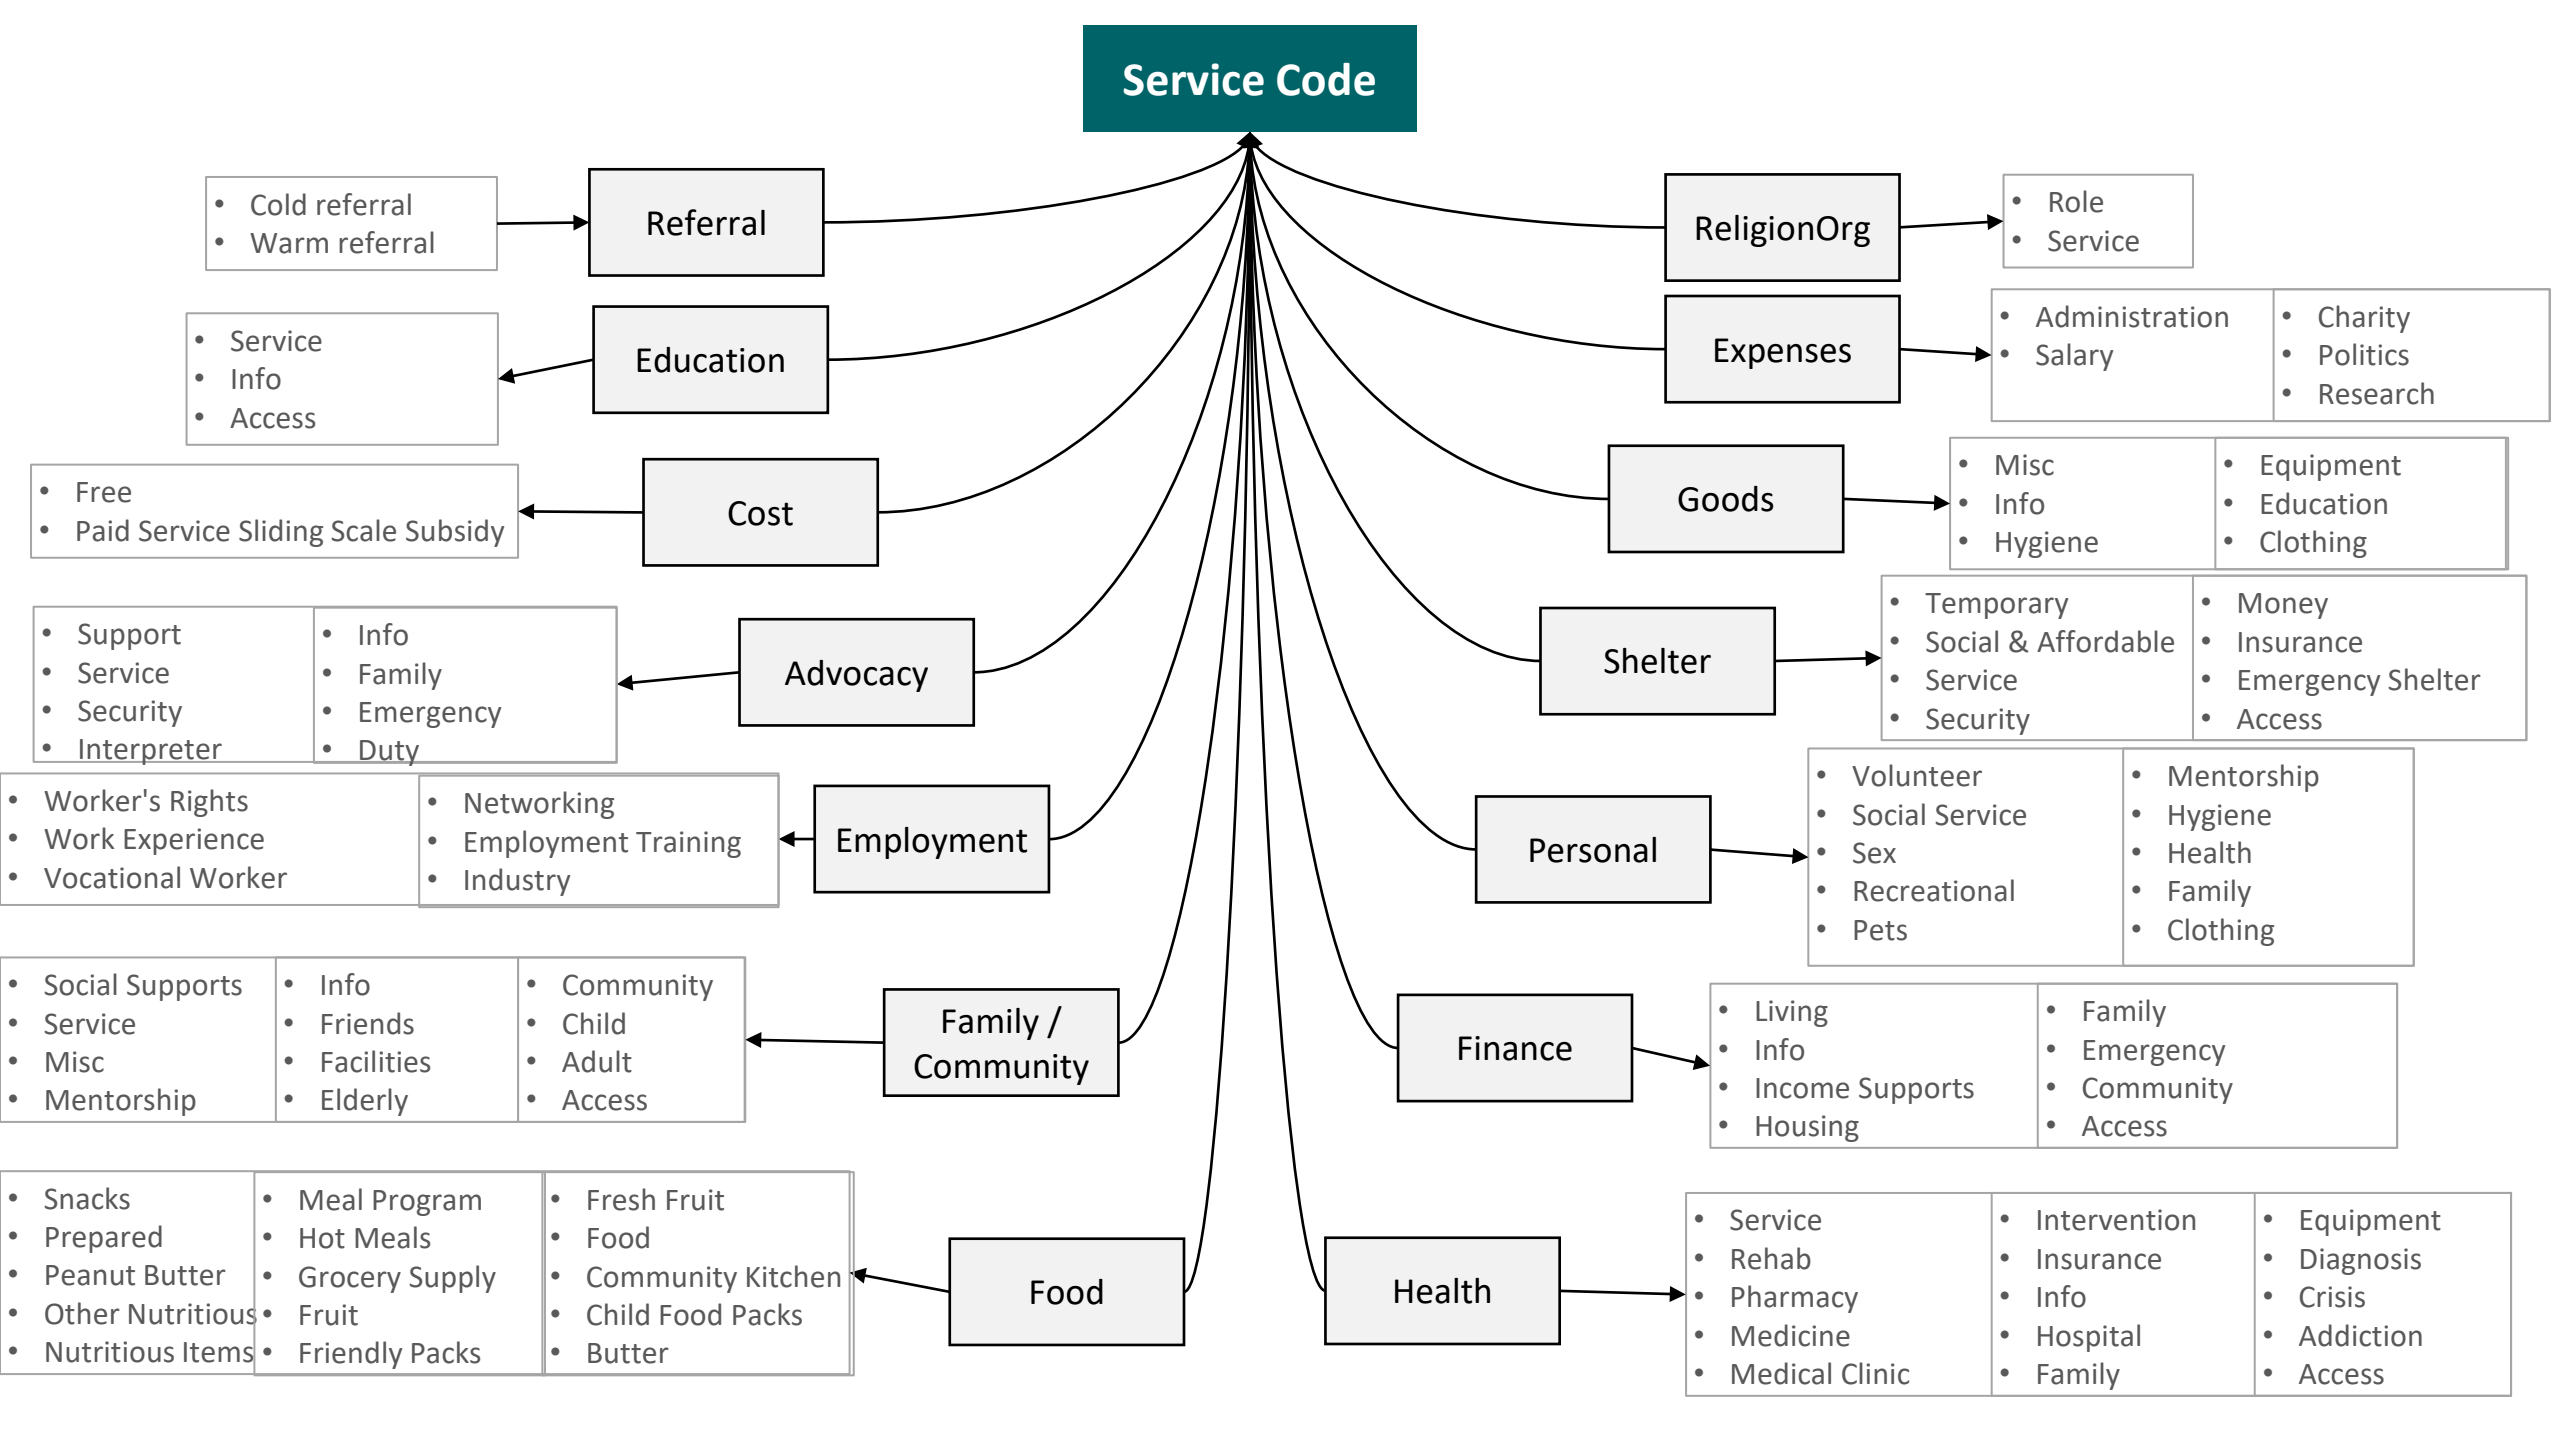 Service Code
Referral
• Cold referral
• Warm referral
Education
• Service
• Info
• Access
Cost
• Free
• Paid Service Sliding Scale Subsidy
Advocacy
• Support
• Service
• Security
• Interpreter
• Info
• Family
• Emergency
• Duty
Employment
• Worker's Rights
• Work Experience
• Vocational Worker
• Networking
• Employment Training
• Industry
Family /
Community
• Social Supports
• Service
• Misc
• Mentorship
• Info
• Friends
• Facilities
• Elderly
• Community
• Child
• Adult
• Access
Food
• Snacks
• Prepared
• Peanut Butter
• Other Nutritious
• Nutritious Items
• Meal Program
• Hot Meals
• Grocery Supply
• Fruit
• Friendly Packs
• Fresh Fruit
• Food
• Community Kitchen
• Child Food Packs
• Butter
ReligionOrg
• Role
• Service
Expenses
• Administration
• Salary
• Charity
• Politics
• Research
Goods
• Misc
• Info
• Hygiene
• Equipment
• Education
• Clothing
Shelter
• Temporary
• Social & Affordable
• Service
• Security
• Money
• Insurance
• Emergency Shelter
• Access
Personal
• Volunteer
• Social Service
• Sex
• Recreational
• Pets
• Mentorship
• Hygiene
• Health
• Family
• Clothing
Finance
• Living
• Info
• Income Supports
• Housing
• Family
• Emergency
• Community
• Access
Health
• Service
• Rehab
• Pharmacy
• Medicine
• Medical Clinic
• Intervention
• Insurance
• Info
• Hospital
• Family
• Equipment
• Diagnosis
• Crisis
• Addiction
• Access